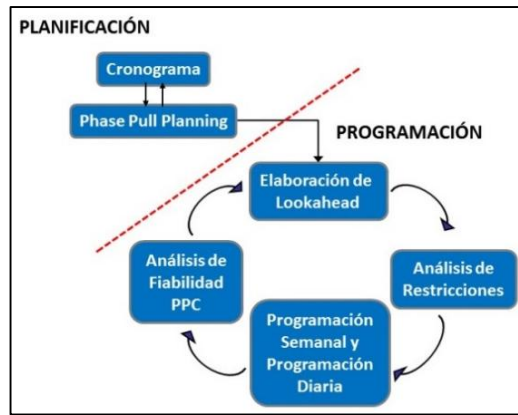 PLANIFICACIÓN
Cronograma
Phase Pull Planning
PROGRAMACIÓN
Elaboración de
Lookahead
Análisis de
Restricciones
Programación
Semanal y
Programación
Diaria
Análisis de
Fiabilidad
PPC